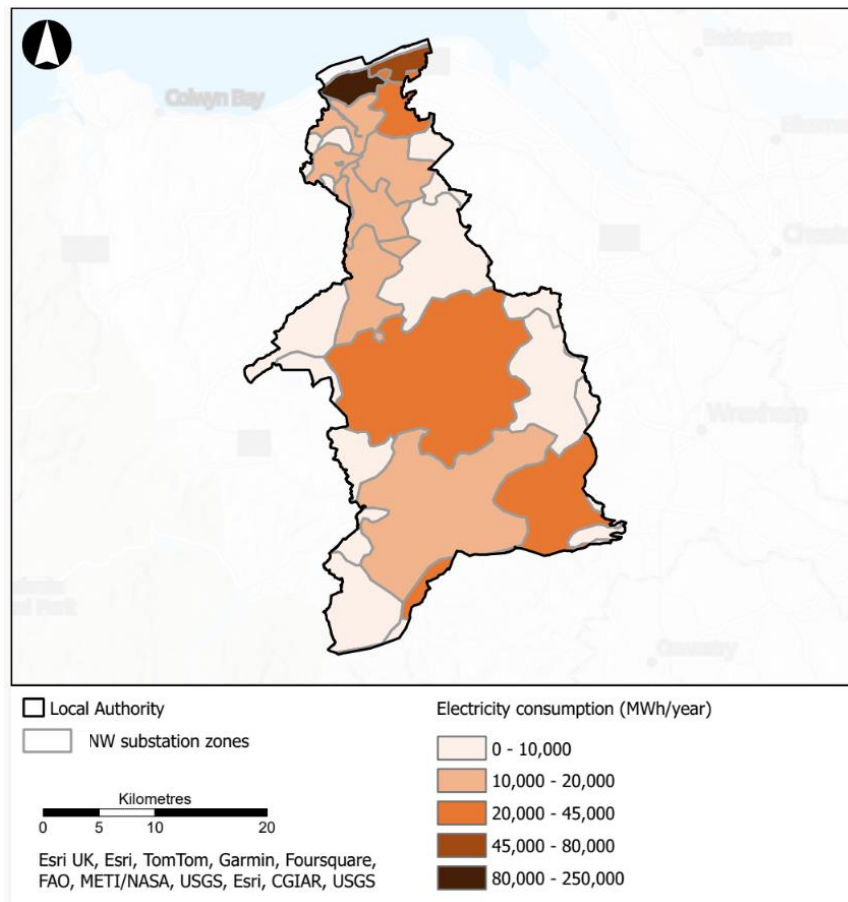 Colwyn Bay
Wrexham
Local Authority
NW substation zones
Kilometres
0 5 10 20
Esri UK, Esri, TomTom, Garmin, Foursquare,
FAO, METI/NASA, USGS, Esri, CGIAR, USGS
Electricity consumption (MWh/year)
0 - 10,000
10,000 - 20,000
20,000 - 45,000
45,000 - 80,000
80,000 - 250,000